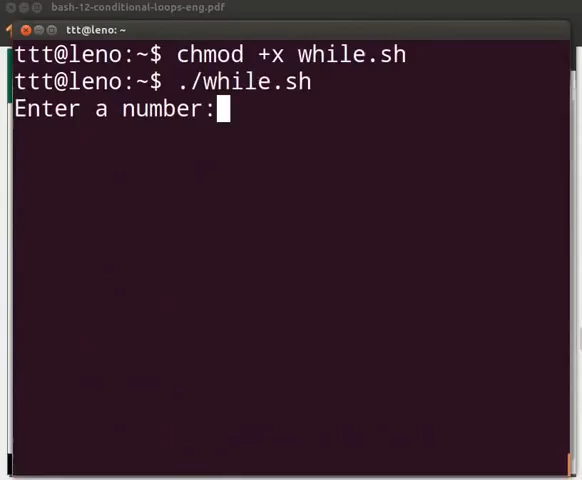 bash-12-conditional-loops-eng.pdf
ttt@leno: ~
ttt@leno:~$ chmod +x while.sh
ttt@leno:~$ ./while.sh
Enter a number: